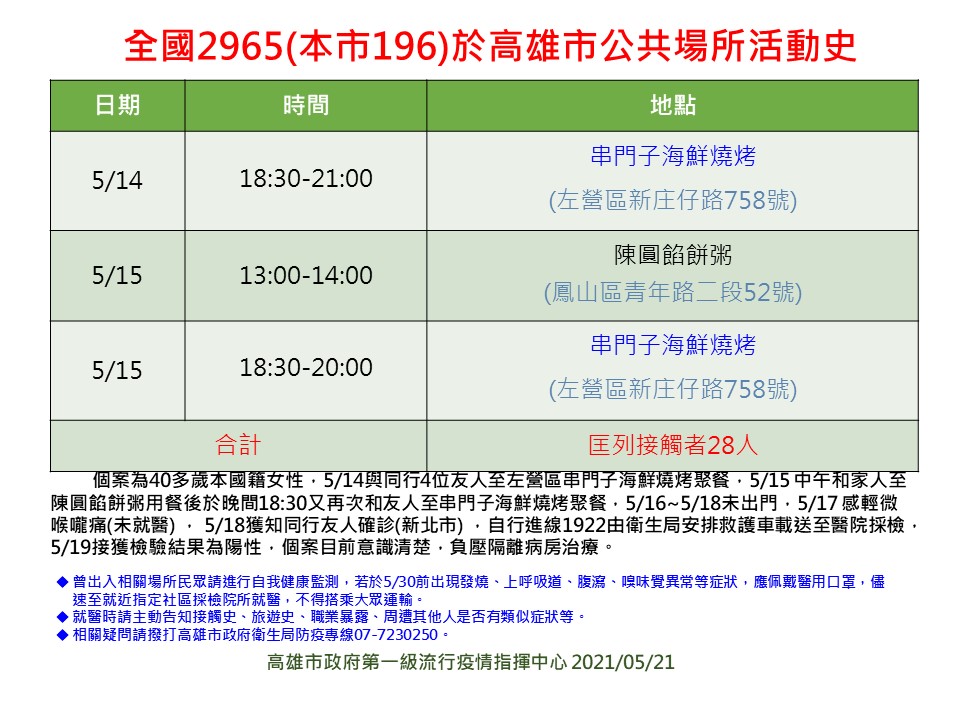 全國2965(本市196)於高雄市公共場所活動史
日期 時間 地點
5/14 18:30-21:00 串門子海鮮燒烤
(左營區新庄仔路758號)
5/15 13:00-14:00 陳圓餡餅粥
(鳳山區青年路二段52號)
5/15 18:30-20:00 串門子海鮮燒烤
(左營區新庄仔路758號)
合計 匡列接觸者28人
個案為40多歲本國籍女性，5/14與同行4位友人至左營區串門子海鮮燒烤聚餐，5/15 中午和家人至
陳圓餡餅粥用餐後於晚間18:30又再次和友人至串門子海鮮燒烤聚餐，5/16~5/18未出門，5/17 感輕微
喉嚨痛(未就醫) ， 5/18獲知同行友人確診(新北市) ，自行進線1922由衛生局安排救護車載送至醫院採檢，
5/19接獲檢驗結果為陽性，個案目前意識清楚，負壓隔離病房治療。
◆ 曾出入相關場所民眾請進行自我健康監測，若於5/30前出現發燒、上呼吸道、腹瀉、嗅味覺異常等症狀，應佩戴醫用口罩，儘
速至就近指定社區採檢院所就醫，不得搭乘大眾運輸。
◆ 就醫時請主動告知接觸史、旅遊史、職業暴露、周遭其他人是否有類似症狀等。
◆ 相關疑問請撥打高雄市政府衛生局防疫專線07-7230250。
高雄市政府第一級流行疫情指揮中心 2021/05/21